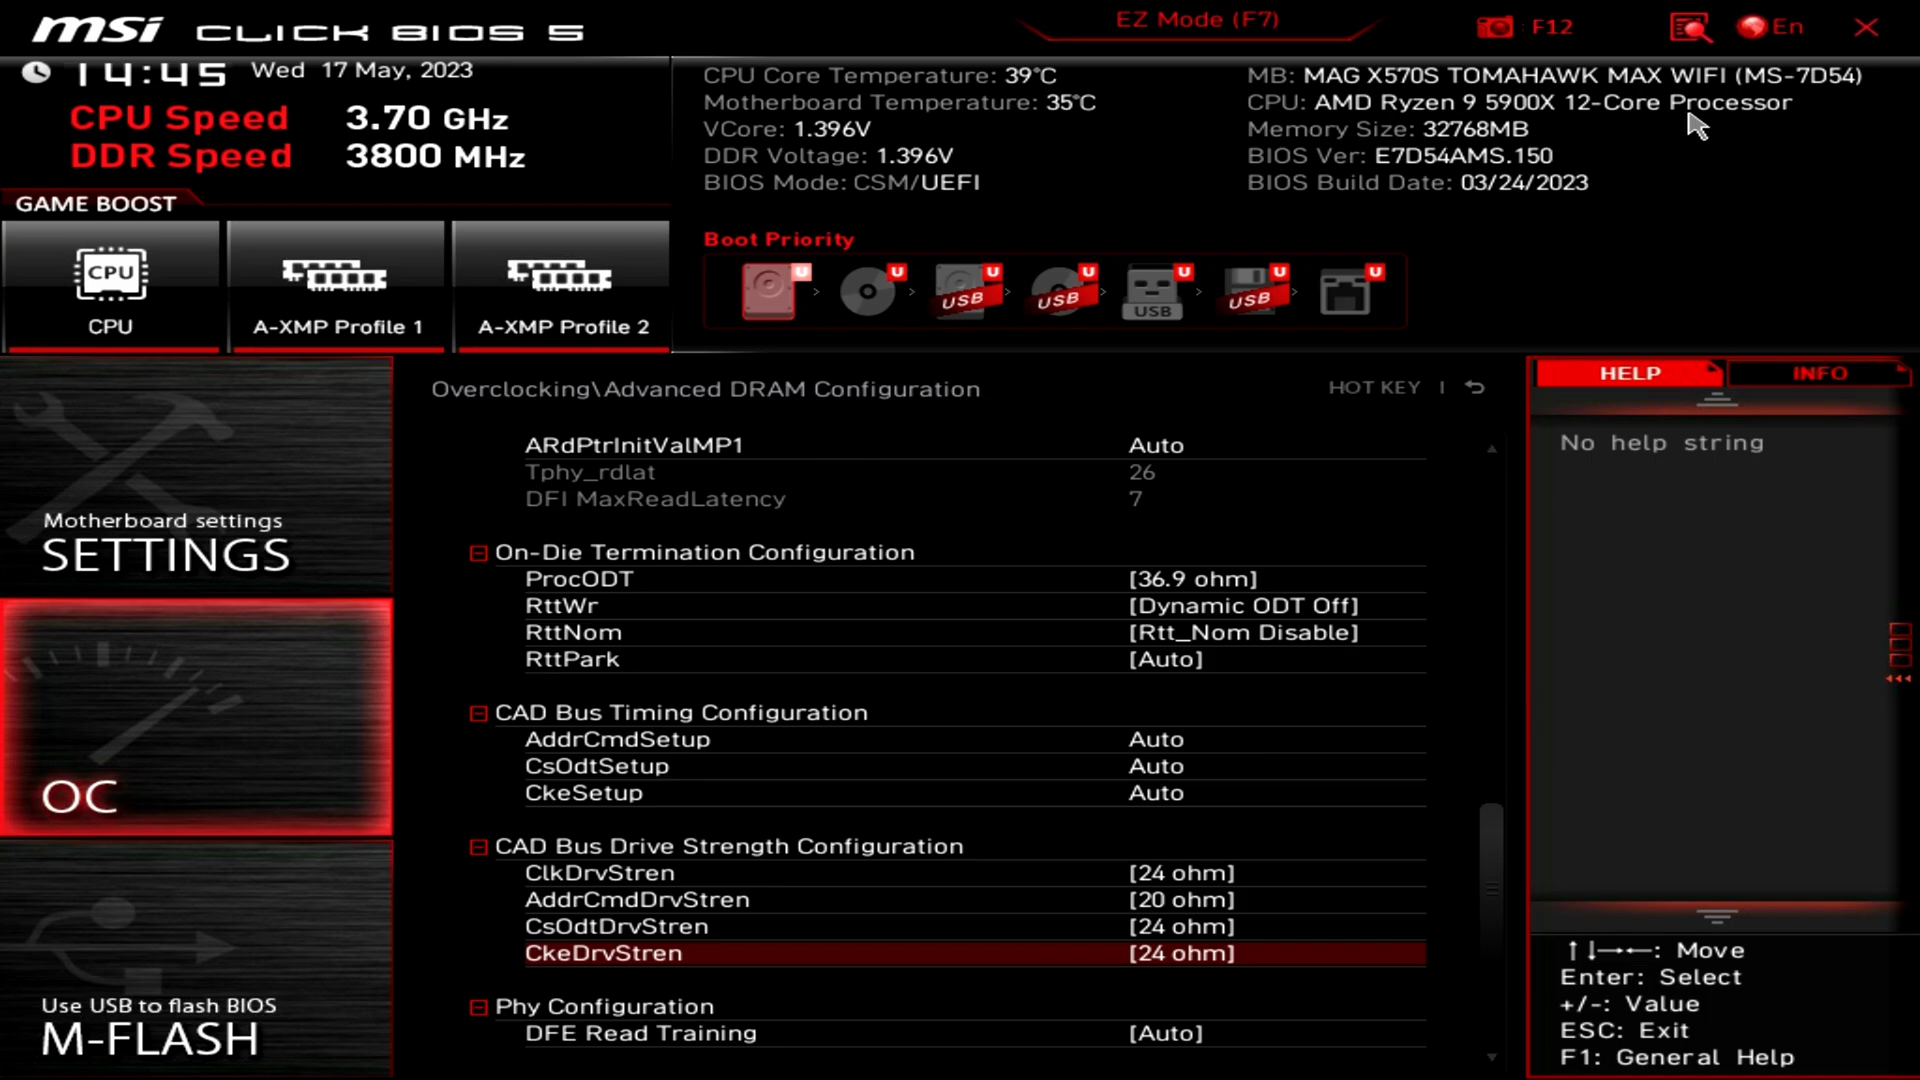 msi CLICK BIOS 5
EZ Mode (F7)
: F12
En
14:45 Wed 17 May, 2023
CPU Speed 3.70 GHz
DDR Speed 3800 MHz
CPU Core Temperature: 39°C
Motherboard Temperature: 35°C
VCore: 1.396V
DDR Voltage: 1.396V
BIOS Mode: CSM/UEFI
MB: MAG X570S TOMAHAWK MAX WIFI (MS-7D54)
CPU: AMD Ryzen 9 5900X 12-Core Processor
Memory Size: 32768MB
BIOS Ver: E7D54AMS.150
BIOS Build Date: 03/24/2023
GAME BOOST
CPU
CPU
A-XMP Profile 1
A-XMP Profile 2
Boot Priority
U U U U U U U
USB USB USB USB
Motherboard settings
SETTINGS
OC
Use USB to flash BIOS
M-FLASH
Overclocking\Advanced DRAM Configuration
HOT KEY |
ARdPtrInitValMP1 Auto
Tphy_rdlat 26
DFI MaxReadLatency 7
On-Die Termination Configuration
ProcODT [36.9 ohm]
RttWr [Dynamic ODT Off]
RttNom [Rtt_Nom Disable]
RttPark [Auto]
CAD Bus Timing Configuration
AddrCmdSetup Auto
CsOdtSetup Auto
CkeSetup Auto
CAD Bus Drive Strength Configuration
ClkDrvStren [24 ohm]
AddrCmdDrvStren [20 ohm]
CsOdtDrvStren [24 ohm]
CkeDrvStren [24 ohm]
Phy Configuration
DFE Read Training [Auto]
HELP
INFO
No help string
↑↓→←: Move
Enter: Select
+/-: Value
ESC: Exit
F1: General Help